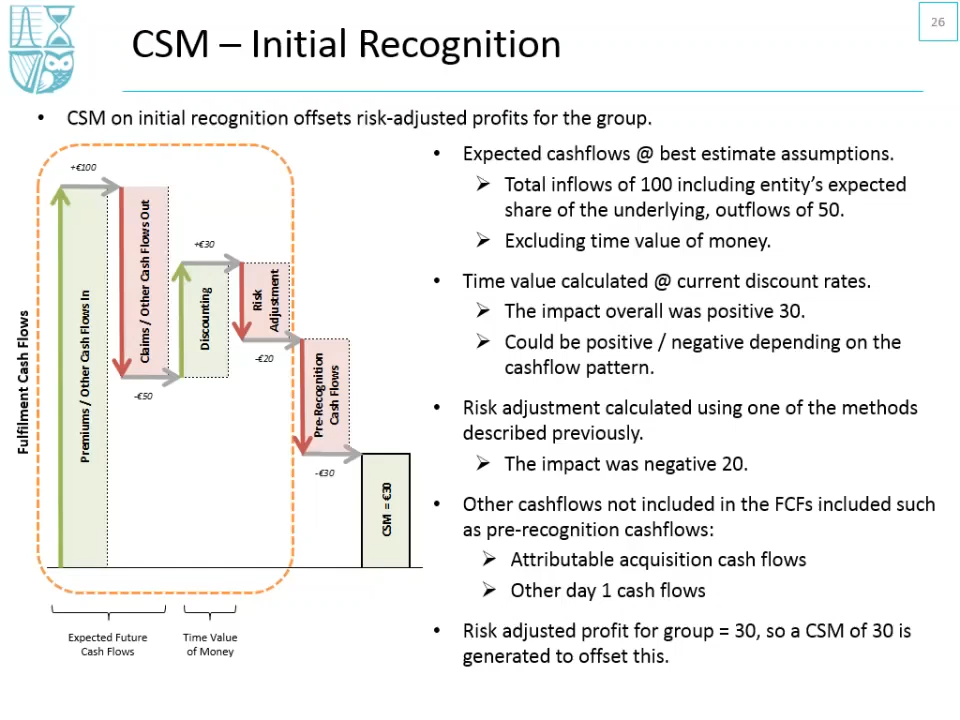 26
CSM – Initial Recognition
• CSM on initial recognition offsets risk-adjusted profits for the group.
Fulfilment Cash Flows
+€100
Premiums / Other Cash Flows In
Claims / Other Cash Flows Out
-€50
+€30
Discounting
Risk
Adjustment
-€20
Pre-Recognition
Cash Flows
-€30
CSM = €30
Expected Future
Cash Flows
Time Value
of Money
• Expected cashflows @ best estimate assumptions.
➢ Total inflows of 100 including entity's expected
share of the underlying, outflows of 50.
➢ Excluding time value of money.
• Time value calculated @ current discount rates.
➢ The impact overall was positive 30.
➢ Could be positive / negative depending on the
cashflow pattern.
• Risk adjustment calculated using one of the methods
described previously.
➢ The impact was negative 20.
• Other cashflows not included in the FCFs included such
as pre-recognition cashflows:
➢ Attributable acquisition cash flows
➢ Other day 1 cash flows
• Risk adjusted profit for group = 30, so a CSM of 30 is
generated to offset this.